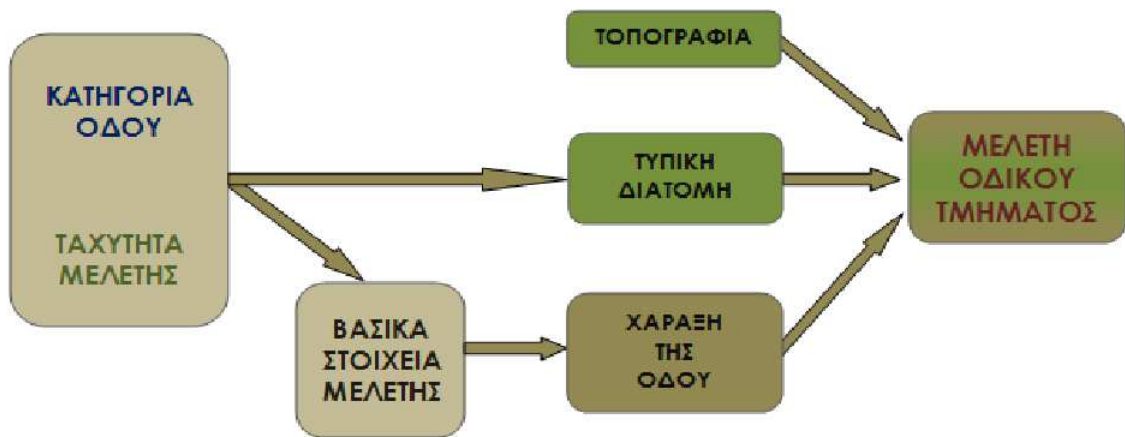 ΚΑΤΗΓΟΡΙΑ
ΟΔΟΥ
ΤΑΧΥΤΗΤΑ
ΜΕΛΕΤΗΣ
ΒΑΣΙΚΑ
ΣΤΟΙΧΕΙΑ
ΜΕΛΕΤΗΣ
ΤΟΠΟΓΡΑΦΙΑ
ΤΥΠΙΚΗ
ΔΙΑΤΟΜΗ
ΧΑΡΑΞΗ
ΤΗΣ
ΟΔΟΥ
ΜΕΛΕΤΗ
ΟΔΙΚΟΥ
ΤΜΗΜΑΤΟΣ